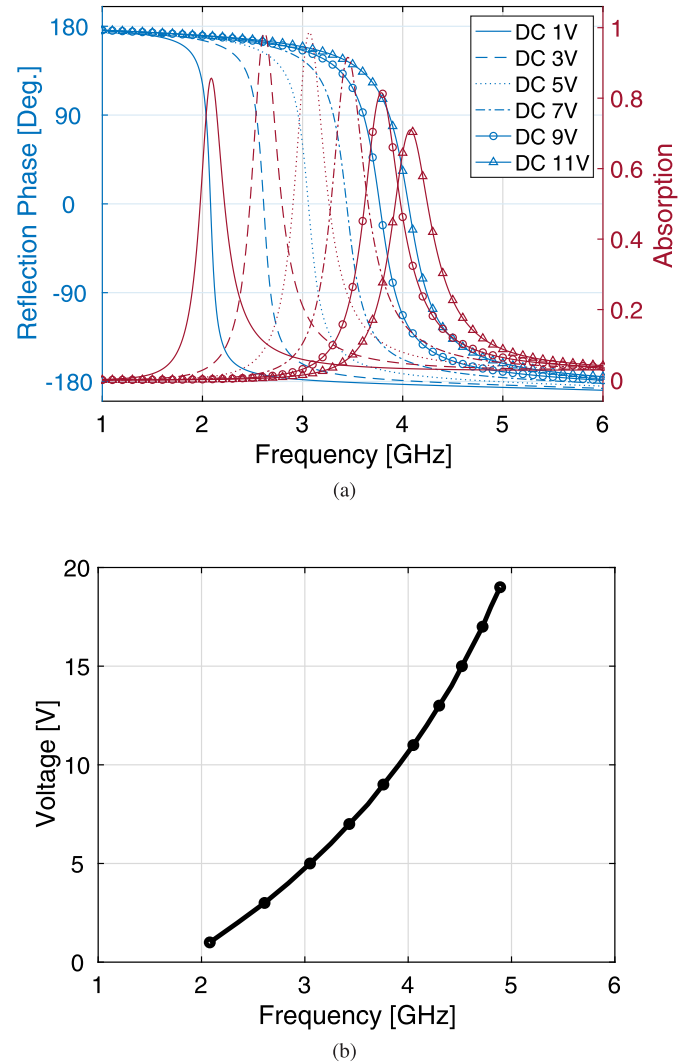 180
90
0
-90
-180
Reflection Phase [Deg.]
1
0.8
0.6
0.4
0.2
0
Absorption
DC 1V
DC 3V
DC 5V
DC 7V
DC 9V
DC 11V
1 2 3 4 5 6
Frequency [GHz]
(a)
20
15
10
5
0
Voltage [V]
1 2 3 4 5 6
Frequency [GHz]
(b)